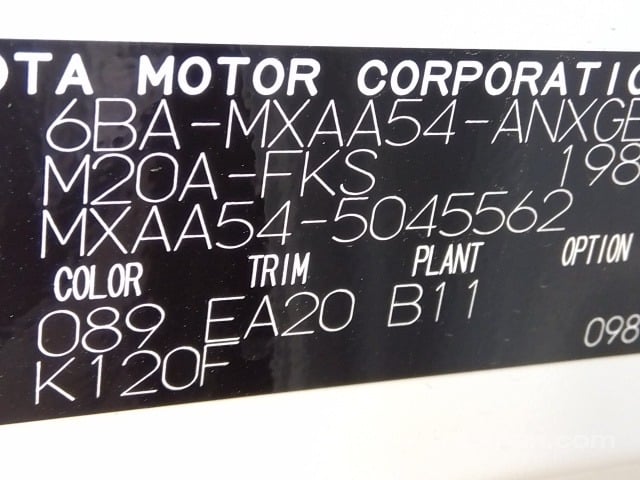 OTA MOTOR CORPORATIO
6BA-MXAA54-ANXGE
M20A-FKS 198
MXAA54-5045562
COLOR TRIM PLANT OPTION
089 EA20 B11 098
K120F